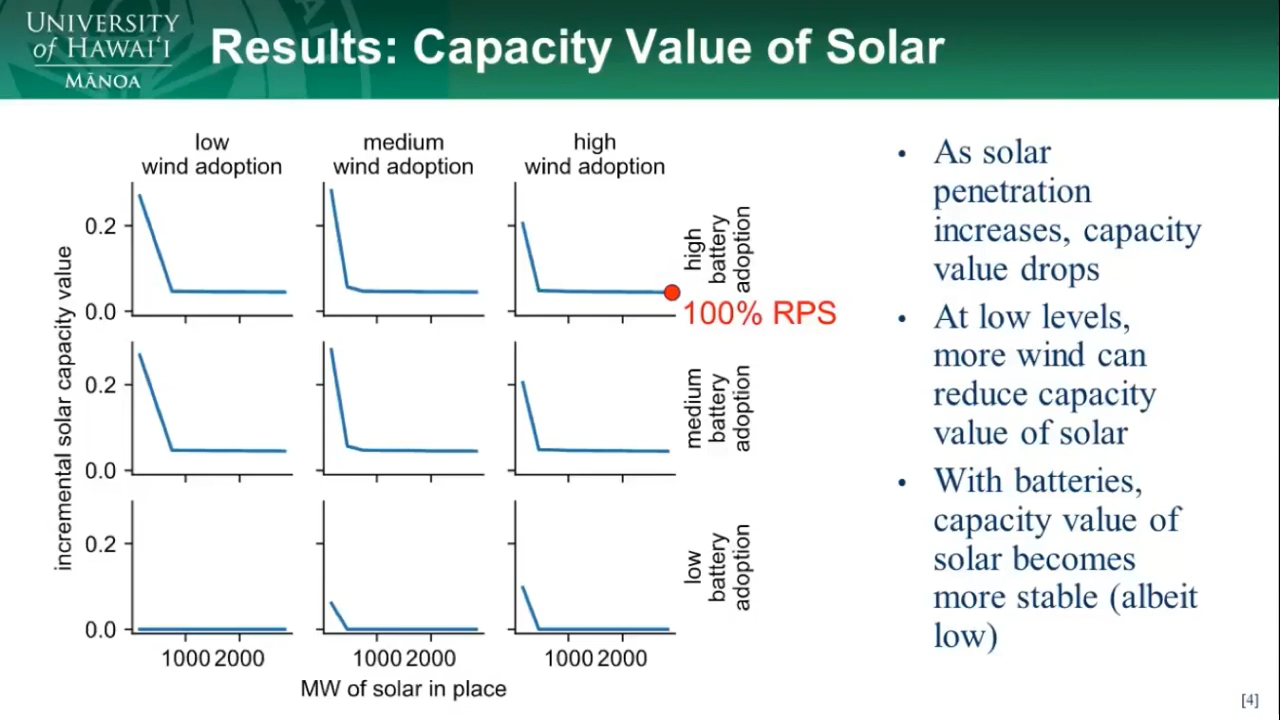 UNIVERSITY
of HAWAIʻI
MĀNOA
Results: Capacity Value of Solar
low
wind adoption
medium
wind adoption
high
wind adoption
incremental solar capacity value
0.2
0.0
high
battery
adoption
100% RPS
0.2
0.0
medium
battery
adoption
0.2
0.0
low
battery
adoption
1000 2000
1000 2000
1000 2000
MW of solar in place
• As solar
penetration
increases, capacity
value drops
• At low levels,
more wind can
reduce capacity
value of solar
• With batteries,
capacity value of
solar becomes
more stable (albeit
low)
[4]